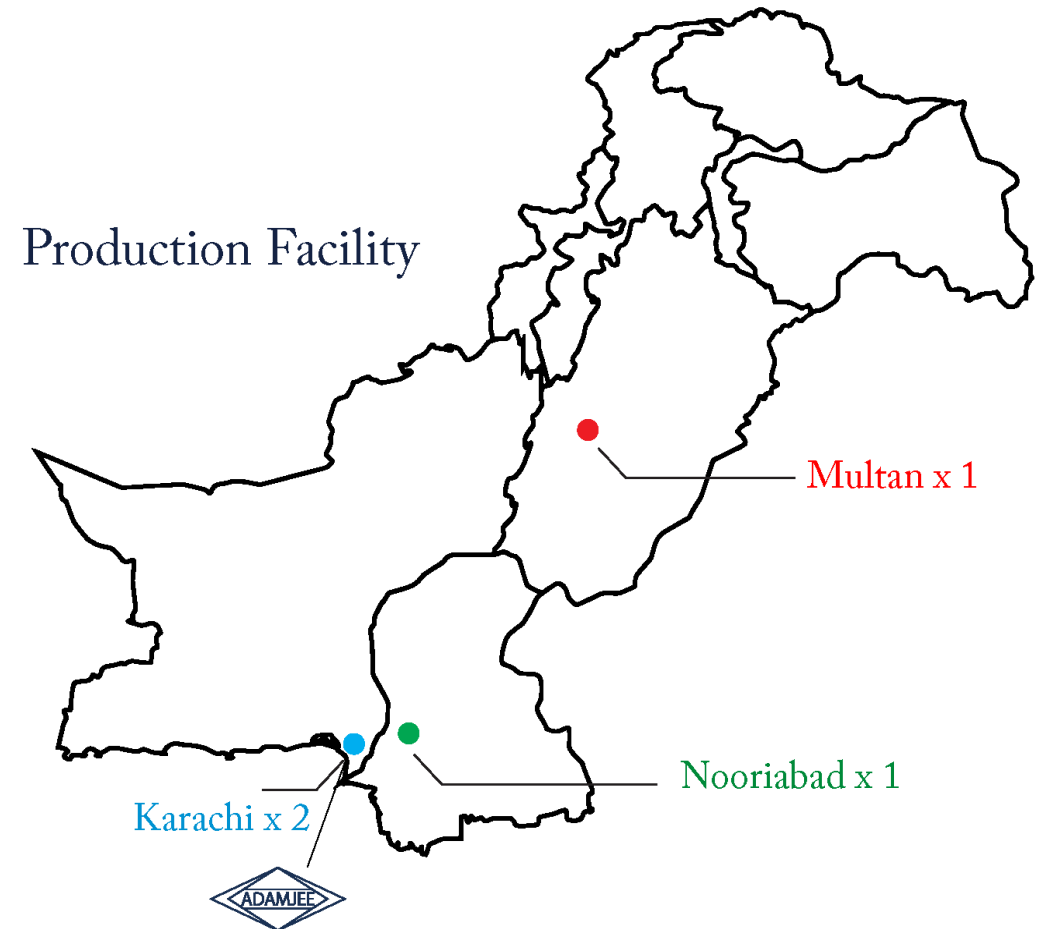 Production Facility
Multan x 1
Nooriabad x 1
Karachi x 2
ADAMJEE